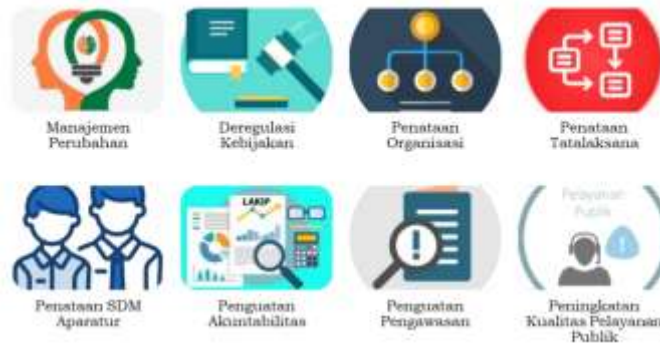 Manajemen
Perubahan
Deregulasi
Kebijakan
Penataan
Organisasi
Penataan
Tatalaksana
LAKIP
Pelayanan
Publik
Penataan SDM
Aparatur
Penguatan
Akuntabilitas
Penguatan
Pengawasan
Peningkatan
Kualitas Pelayanan
Publik